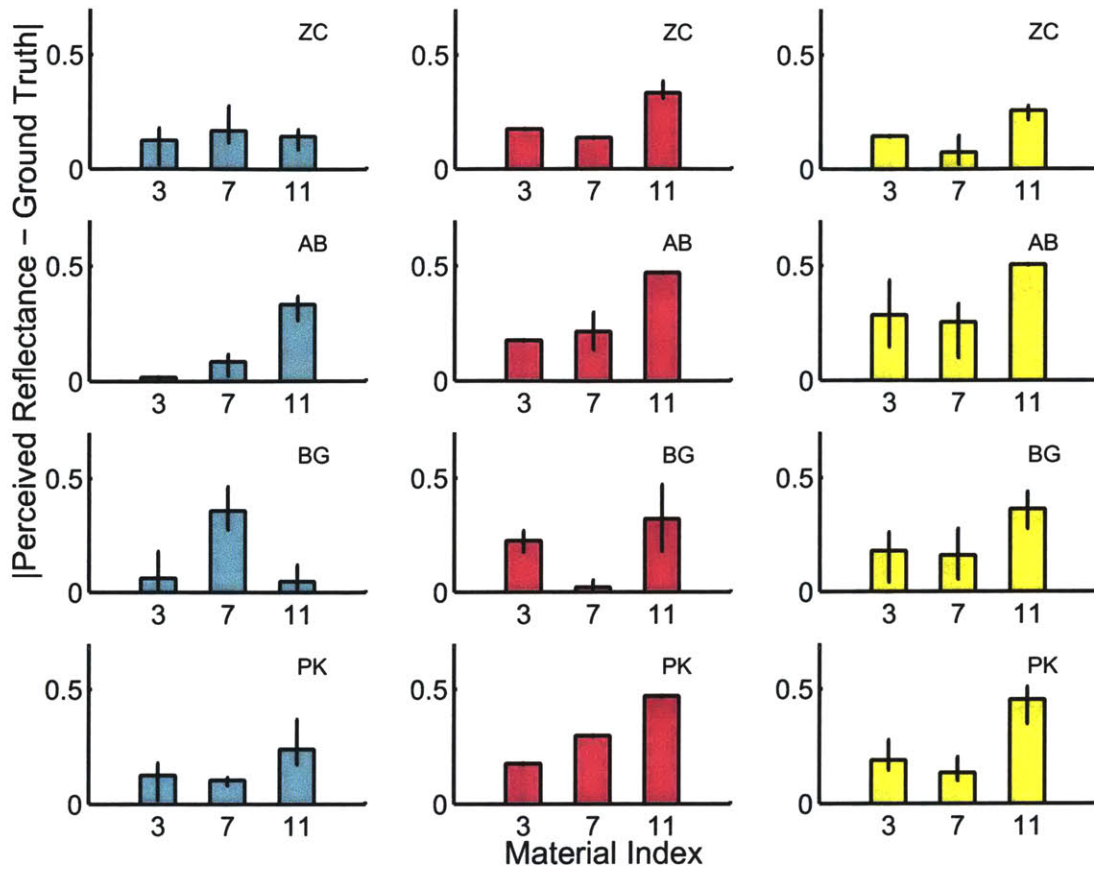 |Perceived Reflectance – Ground Truth|
ZC ZC ZC
0.5 0.5 0.5
0 0 0
3 7 11 3 7 11 3 7 11
AB AB AB
0.5 0.5 0.5
0 0 0
3 7 11 3 7 11 3 7 11
BG BG BG
0.5 0.5 0.5
0 0 0
3 7 11 3 7 11 3 7 11
PK PK PK
0.5 0.5 0.5
0 0 0
3 7 11 3 7 11 3 7 11
Material Index